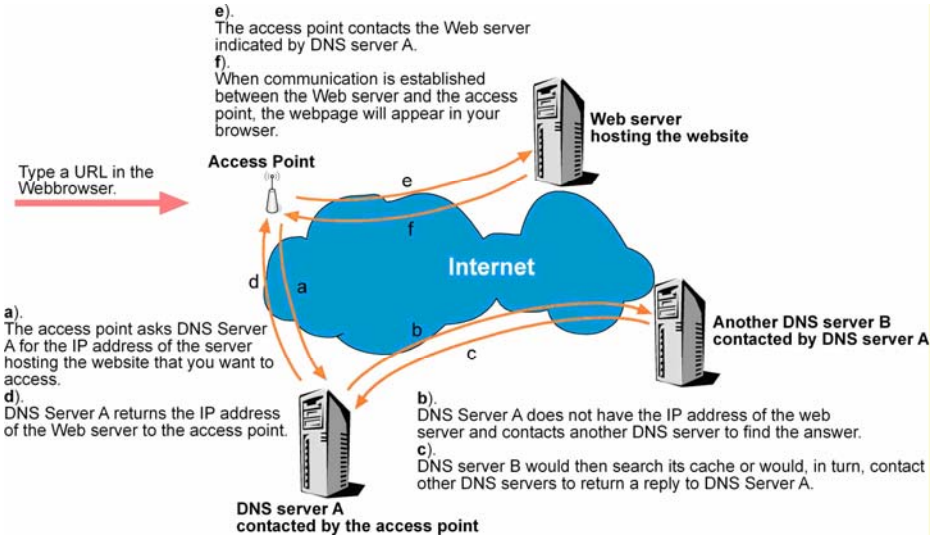 e).
The access point contacts the Web server
indicated by DNS server A.
f).
When communication is established
between the Web server and the access
point, the webpage will appear in your
browser.
Web server
hosting the website
Access Point
Type a URL in the
Webbrowser.
e
f
Internet
d
a
b
c
Another DNS server B
contacted by DNS server A
a).
The access point asks DNS Server
A for the IP address of the server
hosting the website that you want to
access.
d).
DNS Server A returns the IP address
of the Web server to the access point.
b).
DNS Server A does not have the IP address of the web
server and contacts another DNS server to find the answer.
c).
DNS server B would then search its cache or would, in turn, contact
other DNS servers to return a reply to DNS Server A.
DNS server A
contacted by the access point